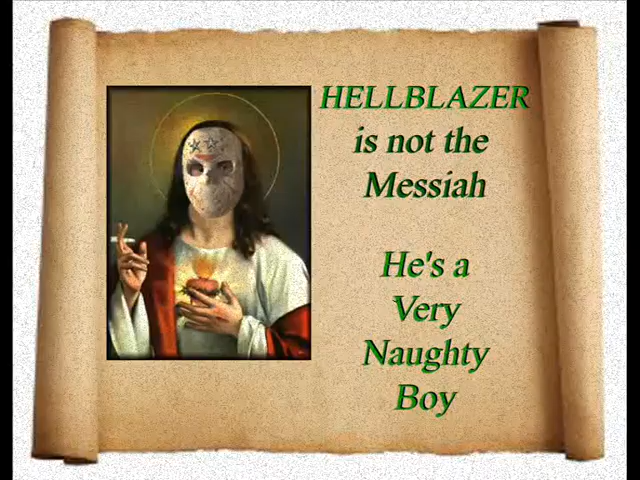 HELLBLAZER
is not the
Messiah
He's a
Very
Naughty
Boy